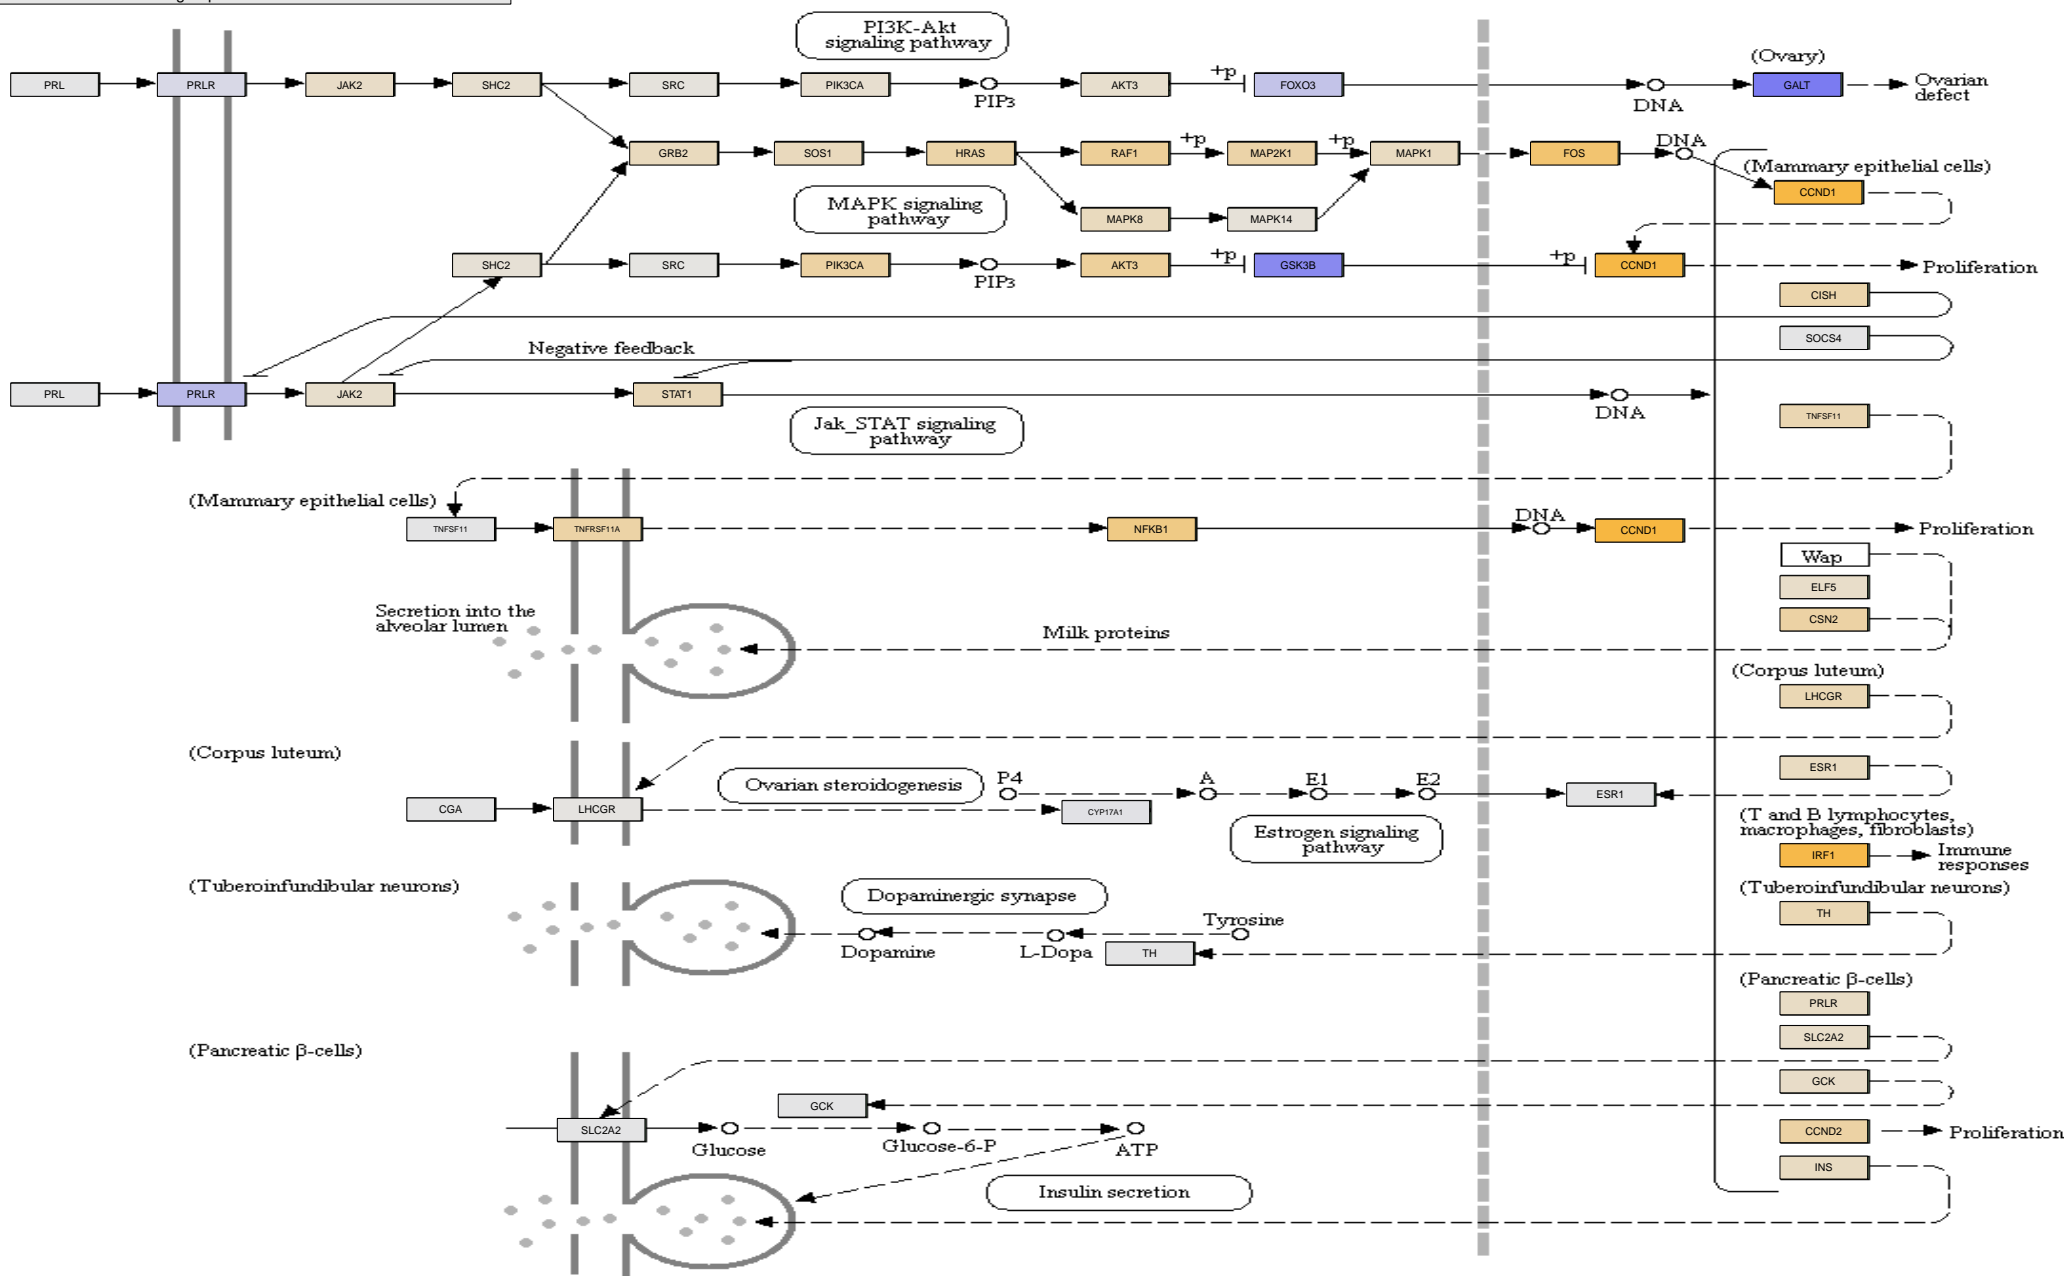 PI3K-Akt
signaling pathway
(Ovary)
PRL
PRLR
JAK2
SHC2
SRC
PIK3CA
PIP3
AKT3
+p
FOXO3
DNA
GALT
Ovarian
defect
GRB2
SOS1
HRAS
RAF1
+p
MAP2K1
+p
MAPK1
FOS
DNA
(Mammary epithelial cells)
CCND1
MAPK signaling
pathway
MAPK8
MAPK14
SHC2
SRC
PIK3CA
PIP3
AKT3
+p
GSK3B
+p
CCND1
Proliferation
CISH
SOCS4
Negative feedback
PRL
PRLR
JAK2
STAT1
DNA
Jak_STAT signaling
pathway
TNFSF11
(Mammary epithelial cells)
TNFSF11
TNFRSF11A
NFKB1
DNA
CCND1
Proliferation
Wap
ELF5
CSN2
Secretion into the
alveolar lumen
Milk proteins
(Corpus luteum)
LHCGR
(Corpus luteum)
Ovarian steroidogenesis
P4
A
E1
E2
ESR1
ESR1
CGA
LHCGR
CYP17A1
Estrogen signaling
pathway
(T and B lymphocytes,
macrophages, fibroblasts)
IRF1
Immune
responses
(Tuberoinfundibular neurons)
(Tuberoinfundibular neurons)
Dopaminergic synapse
TH
Tyrosine
Dopamine
L-Dopa
TH
(Pancreatic β-cells)
PRLR
SLC2A2
(Pancreatic β-cells)
GCK
GCK
SLC2A2
Glucose
Glucose-6-P
ATP
CCND2
Proliferation
INS
Insulin secretion